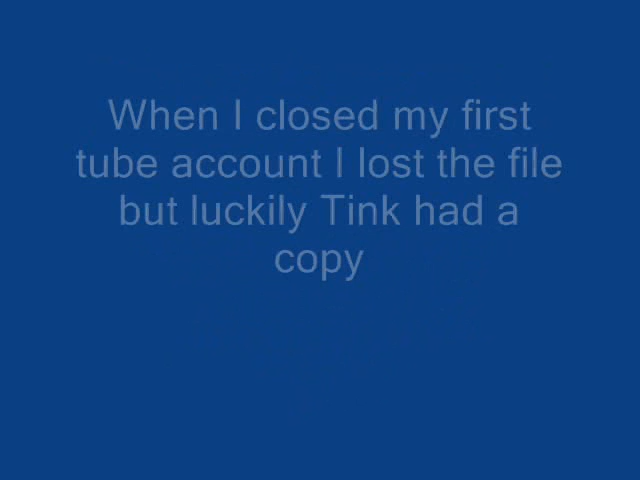 When I closed my first
tube account I lost the file
but luckily Tink had a
copy